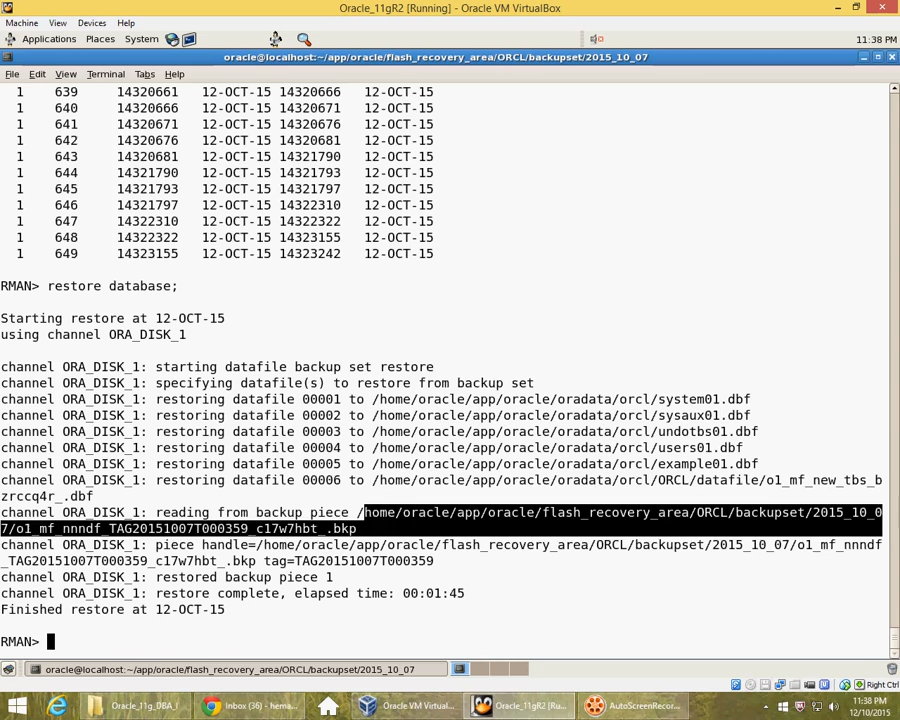 Oracle_11gR2 [Running] - Oracle VM VirtualBox
Machine View Devices Help
Applications Places System 11:38 PM
oracle@localhost:~/app/oracle/flash_recovery_area/ORCL/backupset/2015_10_07
File Edit View Terminal Tabs Help
1 639 14320661 12-OCT-15 14320666 12-OCT-15
1 640 14320666 12-OCT-15 14320671 12-OCT-15
1 641 14320671 12-OCT-15 14320676 12-OCT-15
1 642 14320676 12-OCT-15 14320681 12-OCT-15
1 643 14320681 12-OCT-15 14321790 12-OCT-15
1 644 14321790 12-OCT-15 14321793 12-OCT-15
1 645 14321793 12-OCT-15 14321797 12-OCT-15
1 646 14321797 12-OCT-15 14322310 12-OCT-15
1 647 14322310 12-OCT-15 14322322 12-OCT-15
1 648 14322322 12-OCT-15 14323155 12-OCT-15
1 649 14323155 12-OCT-15 14323242 12-OCT-15
RMAN> restore database;
Starting restore at 12-OCT-15
using channel ORA_DISK_1
channel ORA_DISK_1: starting datafile backup set restore
channel ORA_DISK_1: specifying datafile(s) to restore from backup set
channel ORA_DISK_1: restoring datafile 00001 to /home/oracle/app/oracle/oradata/orcl/system01.dbf
channel ORA_DISK_1: restoring datafile 00002 to /home/oracle/app/oracle/oradata/orcl/sysaux01.dbf
channel ORA_DISK_1: restoring datafile 00003 to /home/oracle/app/oracle/oradata/orcl/undotbs01.dbf
channel ORA_DISK_1: restoring datafile 00004 to /home/oracle/app/oracle/oradata/orcl/users01.dbf
channel ORA_DISK_1: restoring datafile 00005 to /home/oracle/app/oracle/oradata/orcl/example01.dbf
channel ORA_DISK_1: restoring datafile 00006 to /home/oracle/app/oracle/oradata/ORCL/datafile/o1_mf_new_tbs_b
zrccq4r_.dbf
channel ORA_DISK_1: reading from backup piece /home/oracle/app/oracle/flash_recovery_area/ORCL/backupset/2015_10_0
7/o1_mf_nnndf_TAG20151007T000359_c17w7hbt_.bkp
channel ORA_DISK_1: piece handle=/home/oracle/app/oracle/flash_recovery_area/ORCL/backupset/2015_10_07/o1_mf_nnndf
_TAG20151007T000359_c17w7hbt_.bkp tag=TAG20151007T000359
channel ORA_DISK_1: restored backup piece 1
channel ORA_DISK_1: restore complete, elapsed time: 00:01:45
Finished restore at 12-OCT-15
RMAN>
oracle@localhost:~/app/oracle/flash_recovery_area/ORCL/backupset/2015_10_07
Right Ctrl
Oracle_11g_DBA_( Inbox (36) - hema... Oracle VM Virtual... Oracle_11gR2 [Ru... AutoScreenRecor... 11:38 PM
12/10/2015